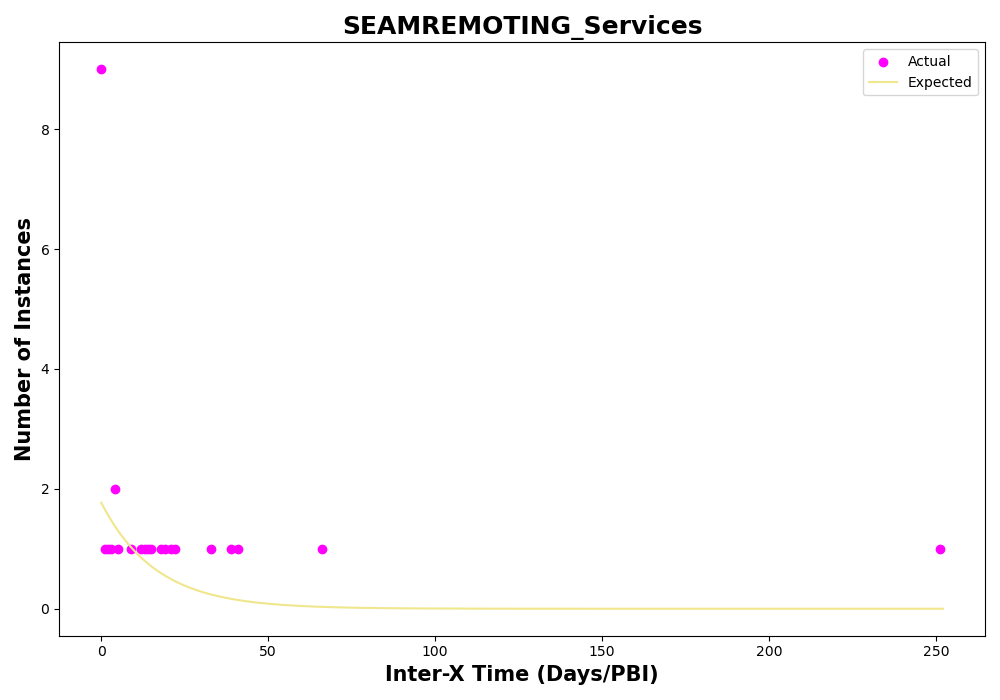 SEAMREMOTING_Services
Actual
Expected
Number of Instances
8
6
4
2
0
0 50 100 150 200 250
Inter-X Time (Days/PBI)